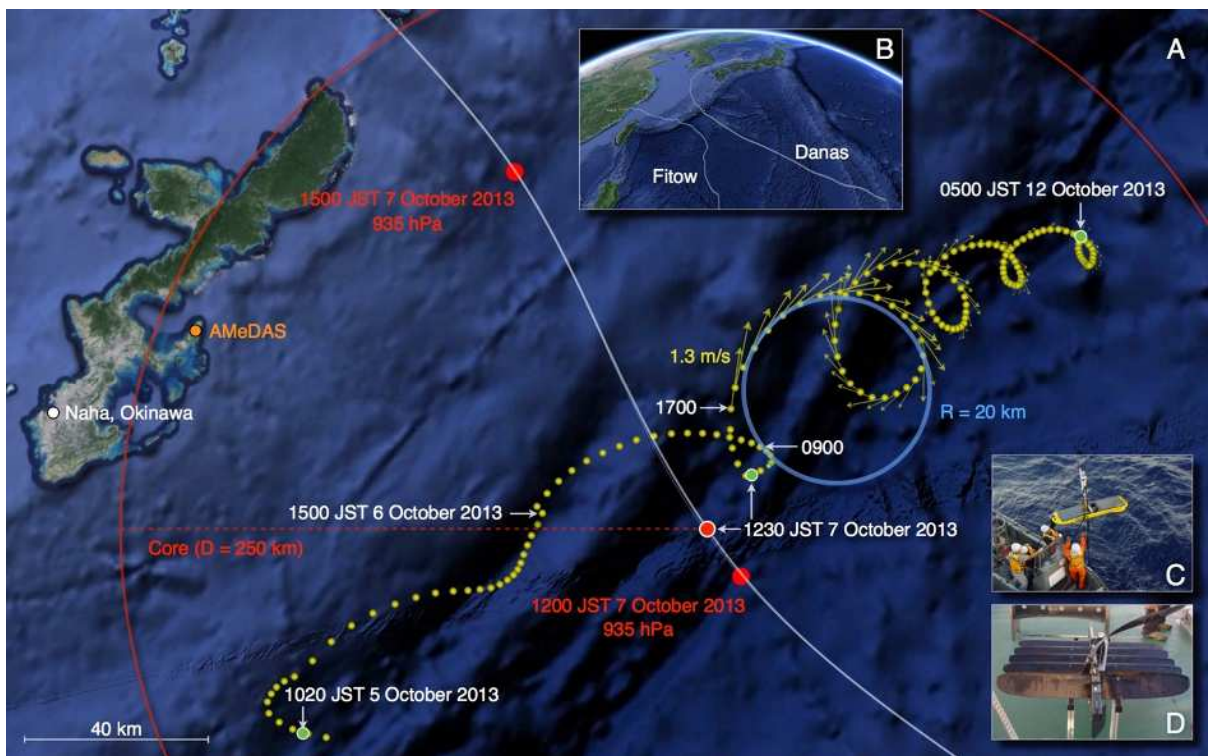 A
B
Fitow
Danas
1500 JST 7 October 2013
935 hPa
0500 JST 12 October 2013
AMeDAS
1.3 m/s
Naha, Okinawa
1700
R = 20 km
0900
1500 JST 6 October 2013
1230 JST 7 October 2013
Core (D = 250 km)
C
1200 JST 7 October 2013
935 hPa
1020 JST 5 October 2013
D
40 km